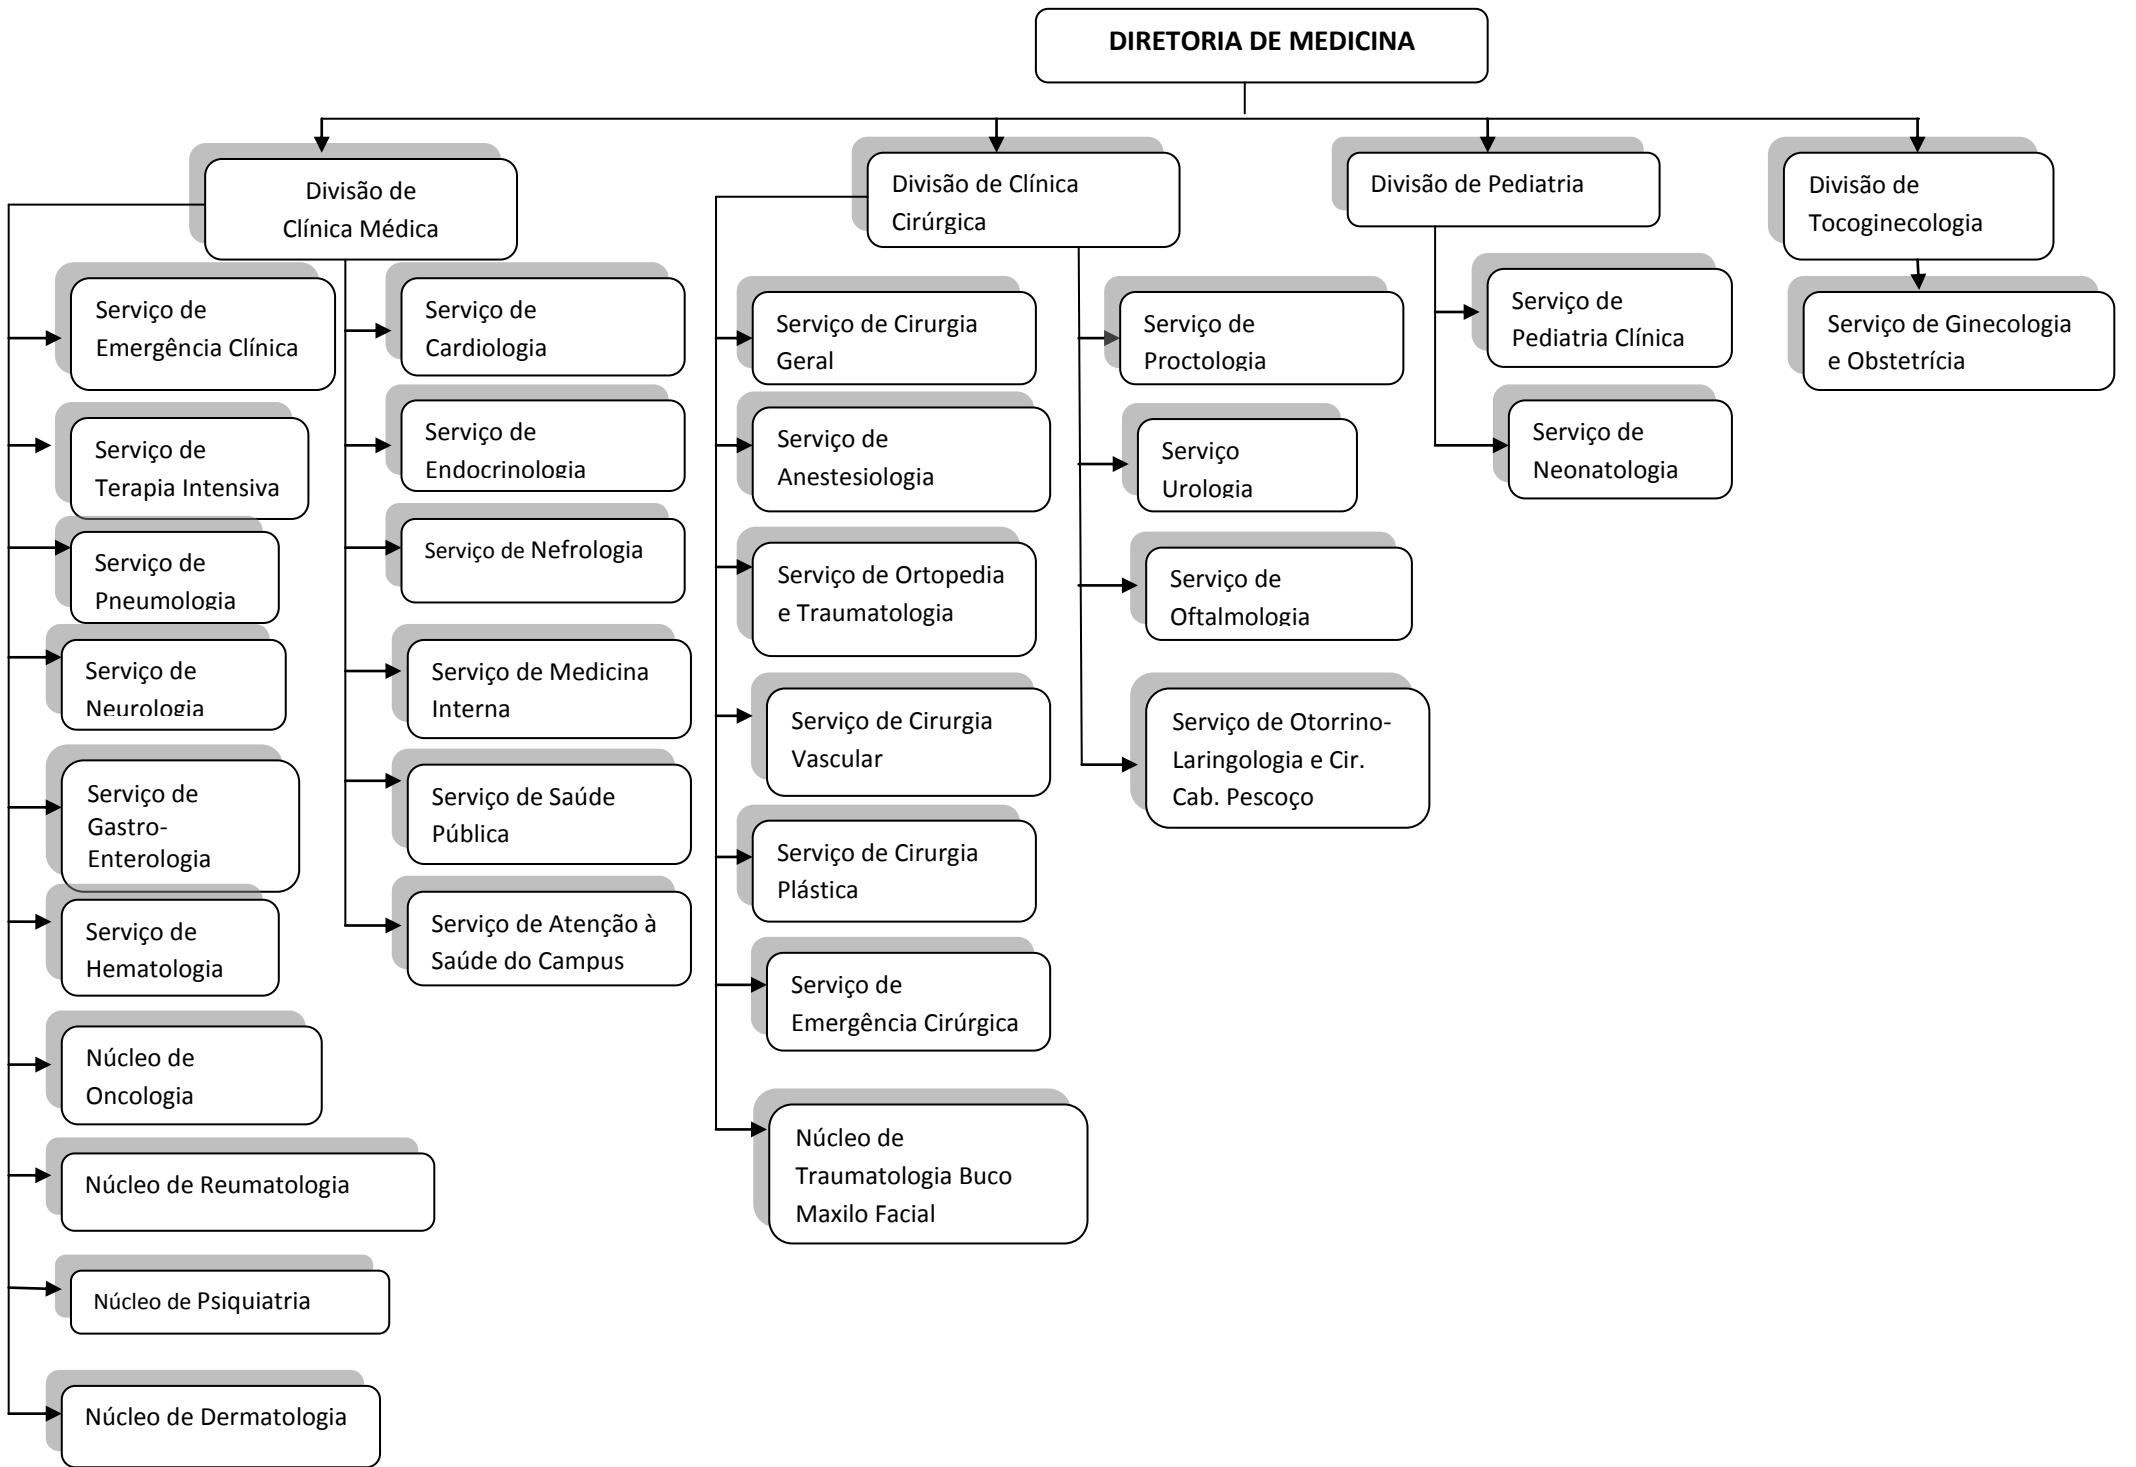 DIRETORIA DE MEDICINA
Divisão de
Clínica Médica
Serviço de
Emergência Clínica
Serviço de
Terapia Intensiva
Serviço de
Pneumologia
Serviço de
Neurologia
Serviço de
Gastro-
Enterologia
Serviço de
Hematologia
Núcleo de
Oncologia
Núcleo de Reumatologia
Núcleo de Psiquiatria
Núcleo de Dermatologia
Serviço de
Cardiologia
Serviço de
Endocrinologia
Serviço de Nefrologia
Serviço de Medicina
Interna
Serviço de Saúde
Pública
Serviço de Atenção à
Saúde do Campus
Divisão de Clínica
Cirúrgica
Serviço de Cirurgia
Geral
Serviço de
Anestesiologia
Serviço de Ortopedia
e Traumatologia
Serviço de Cirurgia
Vascular
Serviço de Cirurgia
Plástica
Serviço de
Emergência Cirúrgica
Núcleo de
Traumatologia Buco
Maxilo Facial
Serviço de
Proctologia
Serviço
Urologia
Serviço de
Oftalmologia
Serviço de Otorrino-
Laringologia e Cir.
Cab. Pescoço
Divisão de Pediatria
Serviço de
Pediatria Clínica
Serviço de
Neonatologia
Divisão de
Tocoginecologia
Serviço de Ginecologia
e Obstetrícia